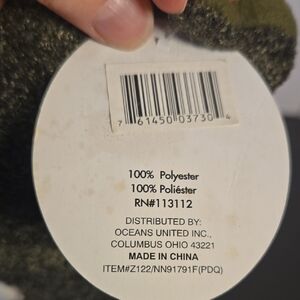 7 61450 03730 4
100% Polyester
100% Poliéster
RN#113112
DISTRIBUTED BY:
OCEANS UNITED INC.,
COLUMBUS OHIO 43221
MADE IN CHINA
ITEM#Z122/NN91791F(PDQ)